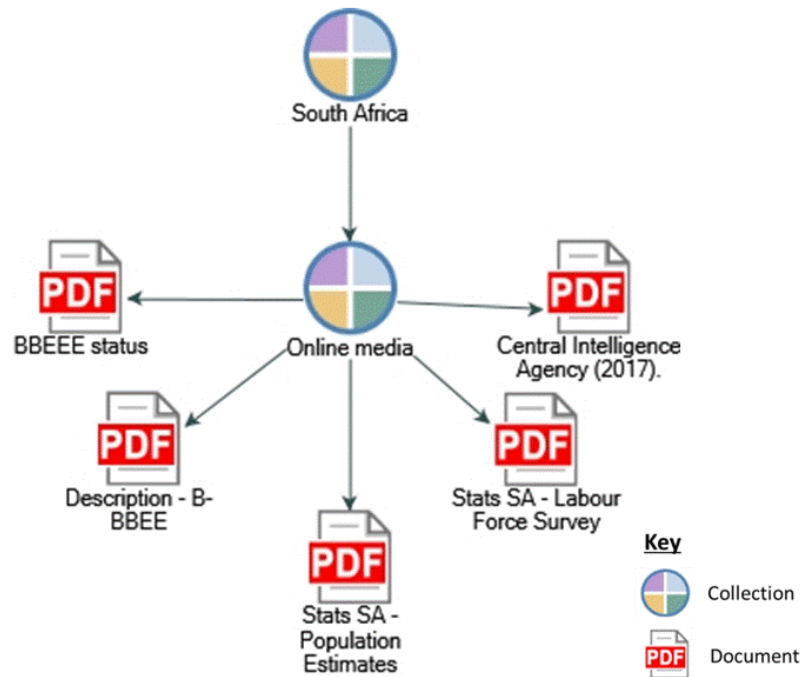 South Africa
PDF
BBEEE status
Online media
PDF
Central Intelligence
Agency (2017).
PDF
Description - B-
BBEE
PDF
Stats SA - Labour
Force Survey
PDF
Stats SA -
Population
Estimates
Key
Collection
PDF
Document